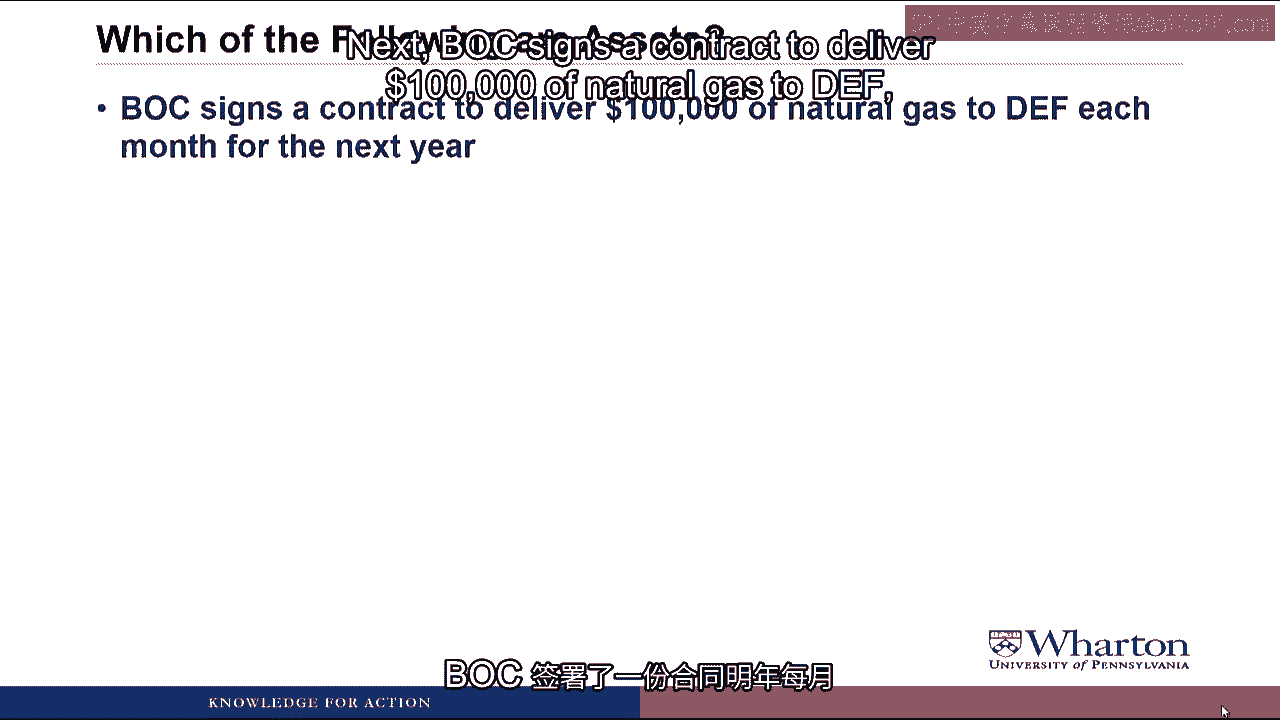 Which of the Following are Assets?
Next, BOC signs a contract to deliver
$100,000 of natural gas to DEF,
• BOC signs a contract to deliver $100,000 of natural gas to DEF each
month for the next year
Wharton
UNIVERSITY of PENNSYLVANIA
BOC 签署了一份合同明年每月
KNOWLEDGE FOR ACTION